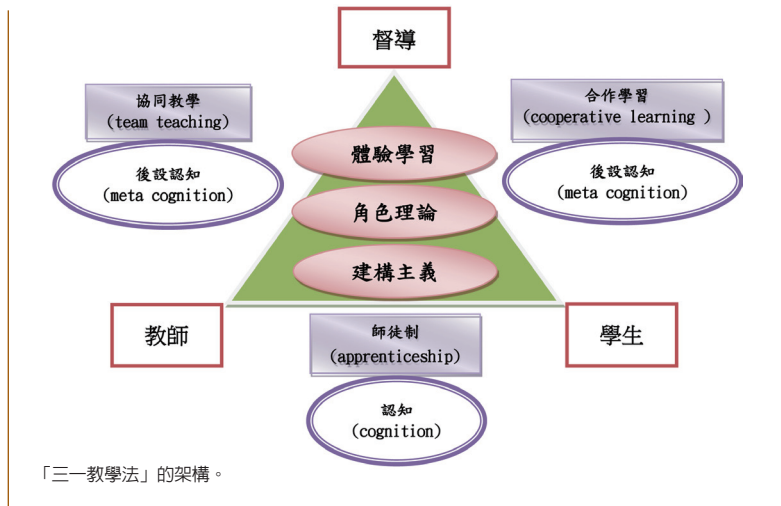 督導
協同教學
(team teaching)
合作學習
(cooperative learning )
體驗學習
後設認知
(meta cognition)
後設認知
(meta cognition)
角色理論
建構主義
教師
師徒制
(apprenticeship)
學生
認知
(cognition)
「三一教學法」的架構。